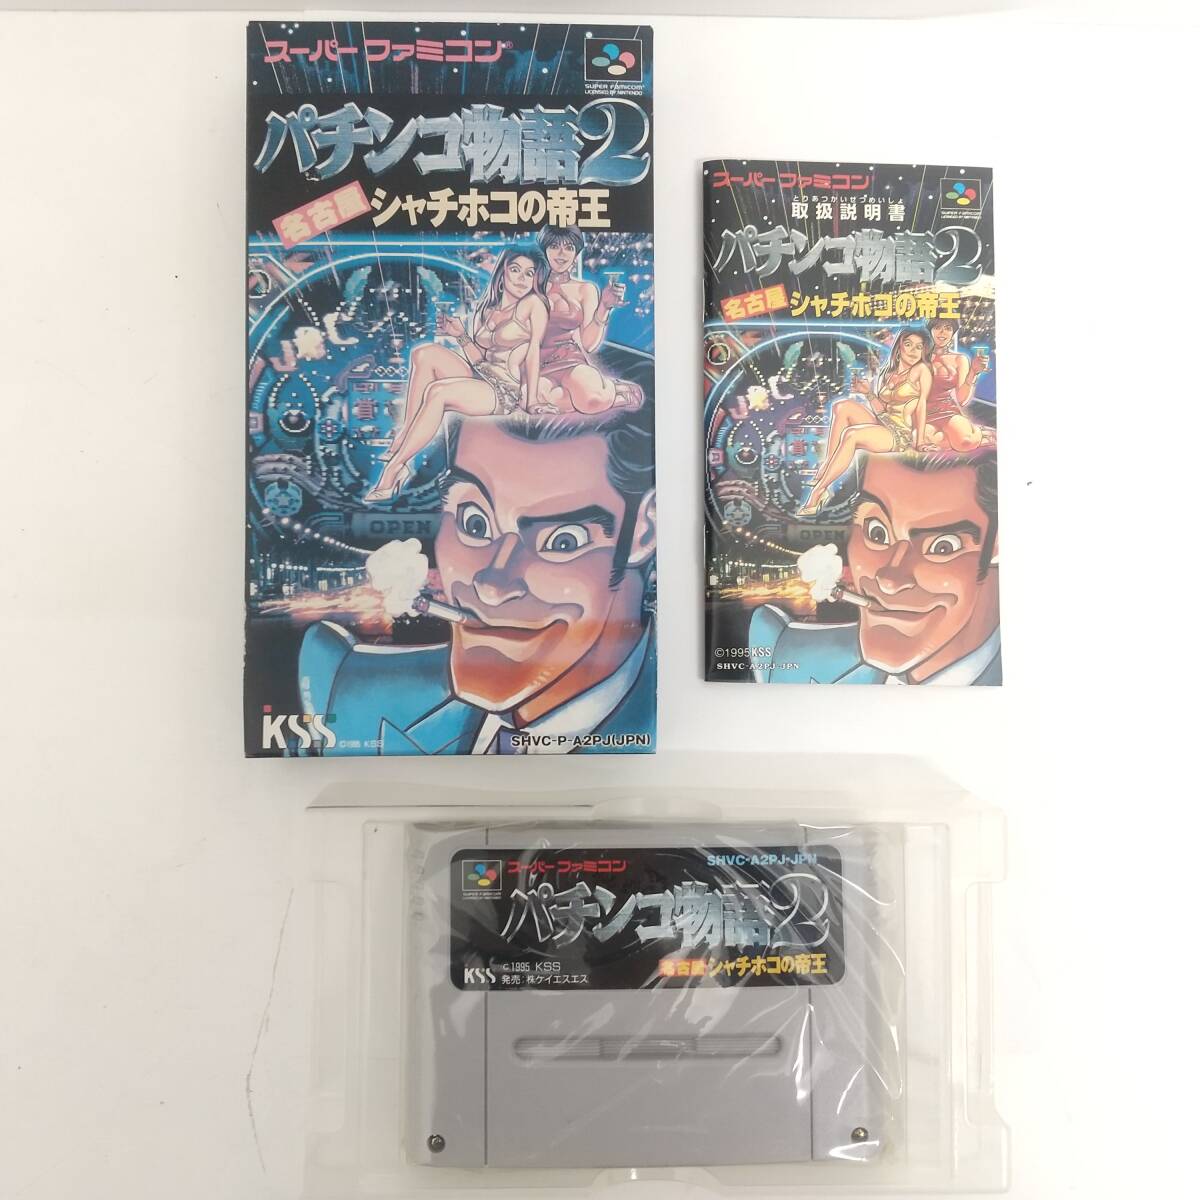 スーパーファミコン®
SUPER FAMICOM®
LICENSED BY NINTENDO
パチンコ物語2
名古屋 シャチホコの帝王
OPEN
KSS
©1995 KSS
SHVC-P-A2PJ(JPN)
スーパーファミコン
とりあつかいせつめいしょ
取扱説明書
パチンコ物語2
名古屋 シャチホコの帝王
OPEN
©1995 KSS
SHVC-A2PJ-JPN
スーパーファミコン
SHVC-A2PJ-JPN
パチンコ物語2
名古屋 シャチホコの帝王
KSS
©1995 KSS
発売:㈱ケイエスエス